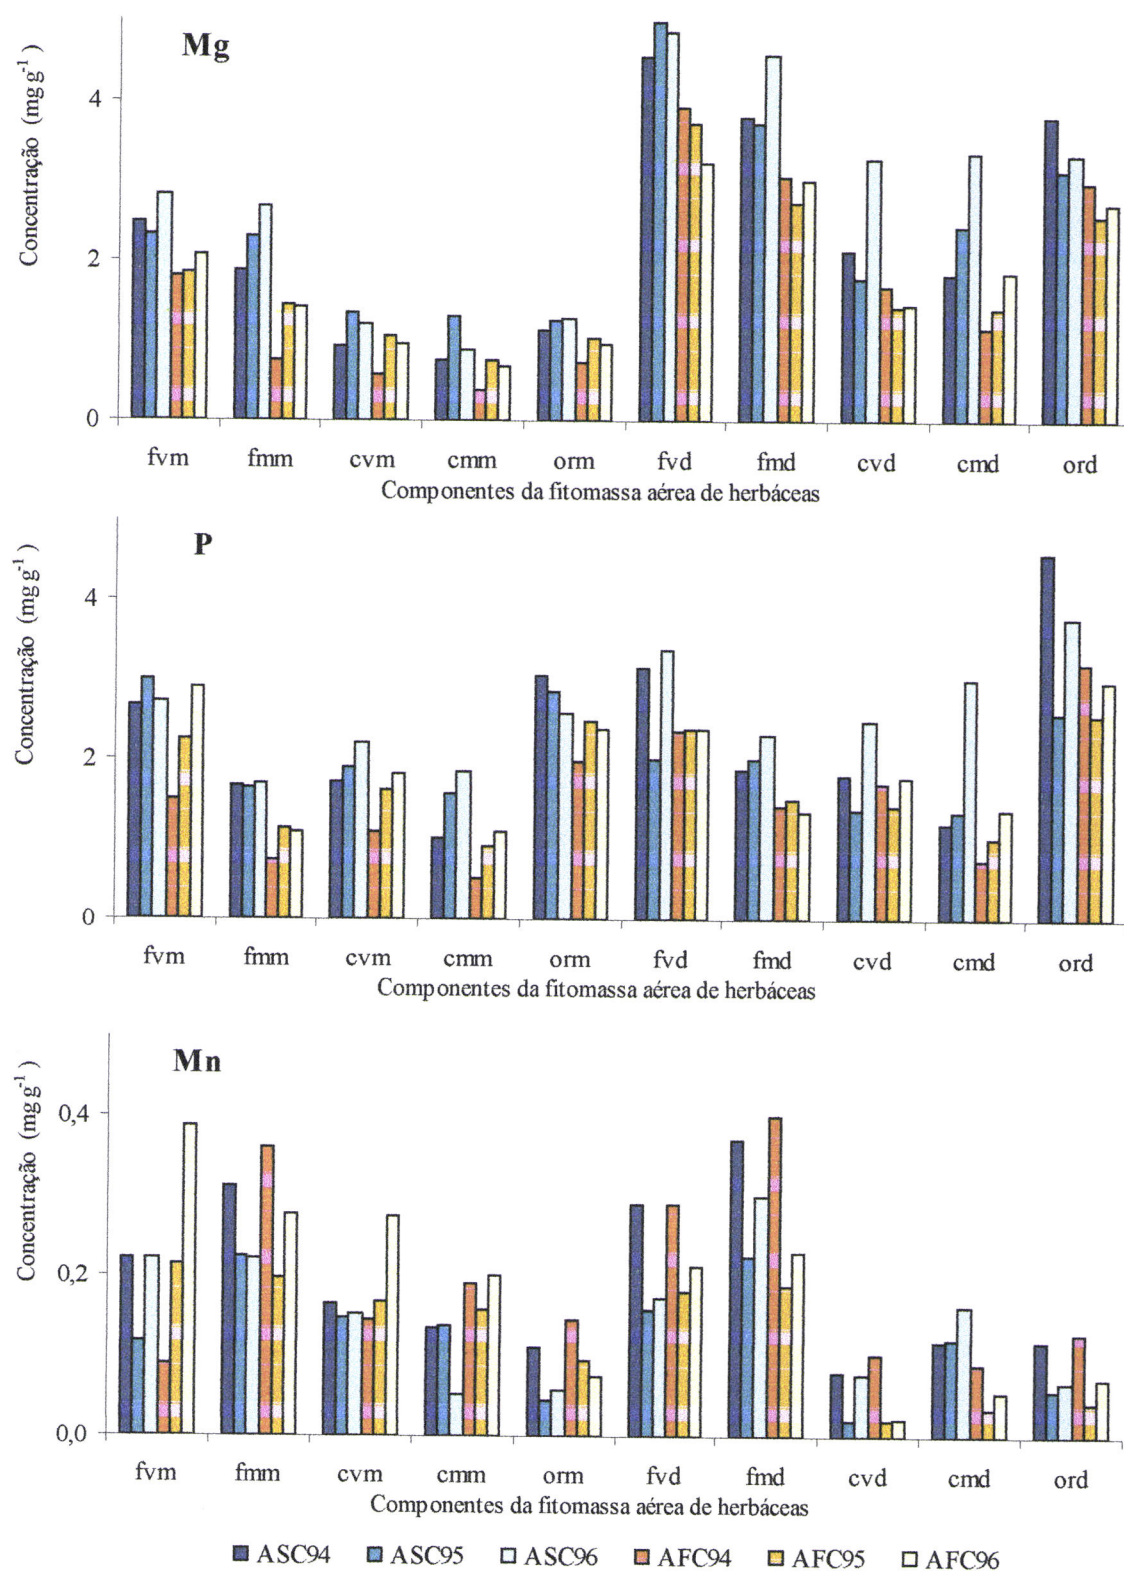 Mg
Concentração (mg g-1)
4
2
0
fvm fmm cvm cmm orm fvd fmd cvd cmd ord
Componentes da fitomassa aérea de herbáceas
P
Concentração (mg g-1)
4
2
0
fvm fmm cvm cmm orm fvd fmd cvd cmd ord
Componentes da fitomassa aérea de herbáceas
Mn
Concentração (mg g-1)
0,4
0,2
0,0
fvm fmm cvm cmm orm fvd fmd cvd cmd ord
Componentes da fitomassa aérea de herbáceas
ASC94 ASC95 ASC96 AFC94 AFC95 AFC96